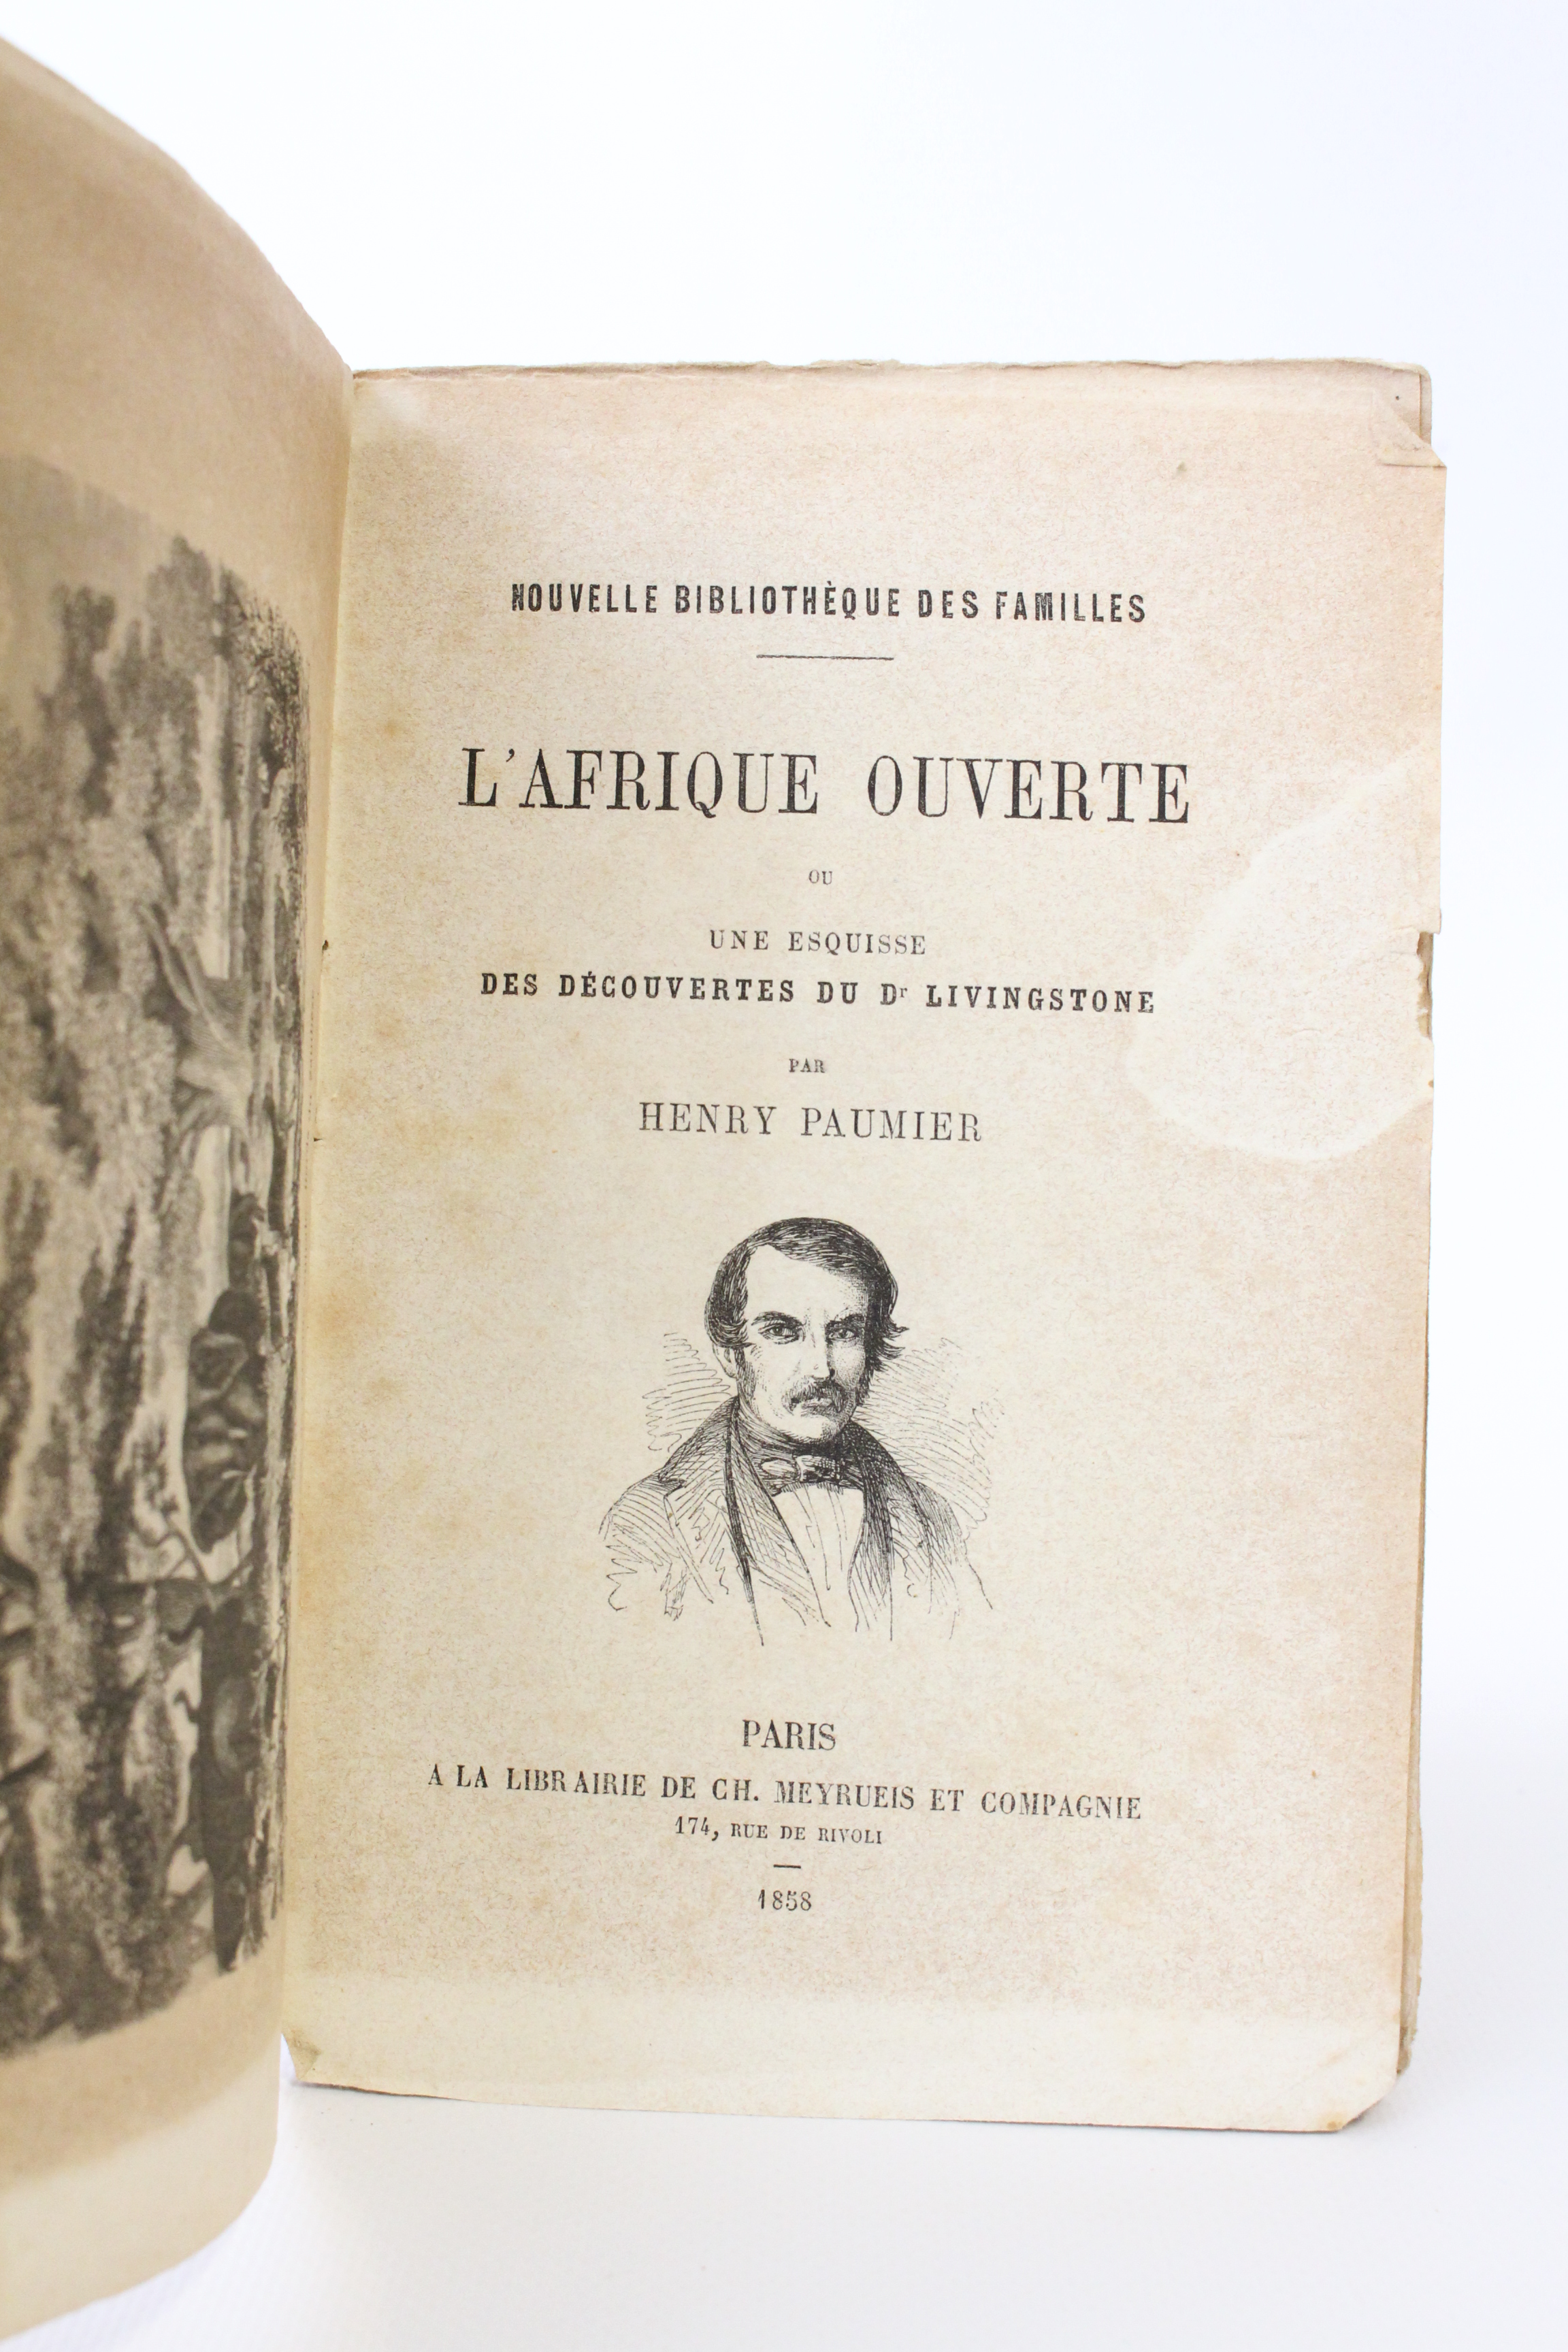 NOUVELLE BIBLIOTHÈQUE DES FAMILLES
L'AFRIQUE OUVERTE
OU
UNE ESQUISSE
DES DÉCOUVERTES DU Dr LIVINGSTONE
PAR
HENRY PAUMIER
PARIS
A LA LIBRAIRIE DE CH. MEYRUEIS ET COMPAGNIE
174, RUE DE RIVOLI
1858